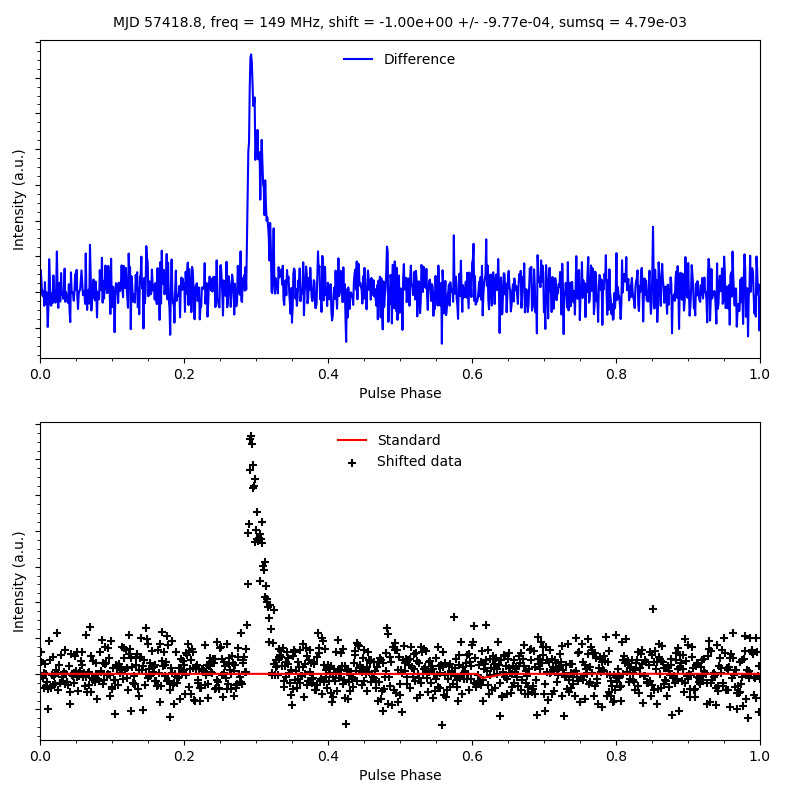 MJD 57418.8, freq = 149 MHz, shift = -1.00e+00 +/- -9.77e-04, sumsq = 4.79e-03
Difference
Intensity (a.u.)
0.0 0.2 0.4 0.6 0.8 1.0
Pulse Phase
Standard
Shifted data
Intensity (a.u.)
0.0 0.2 0.4 0.6 0.8 1.0
Pulse Phase